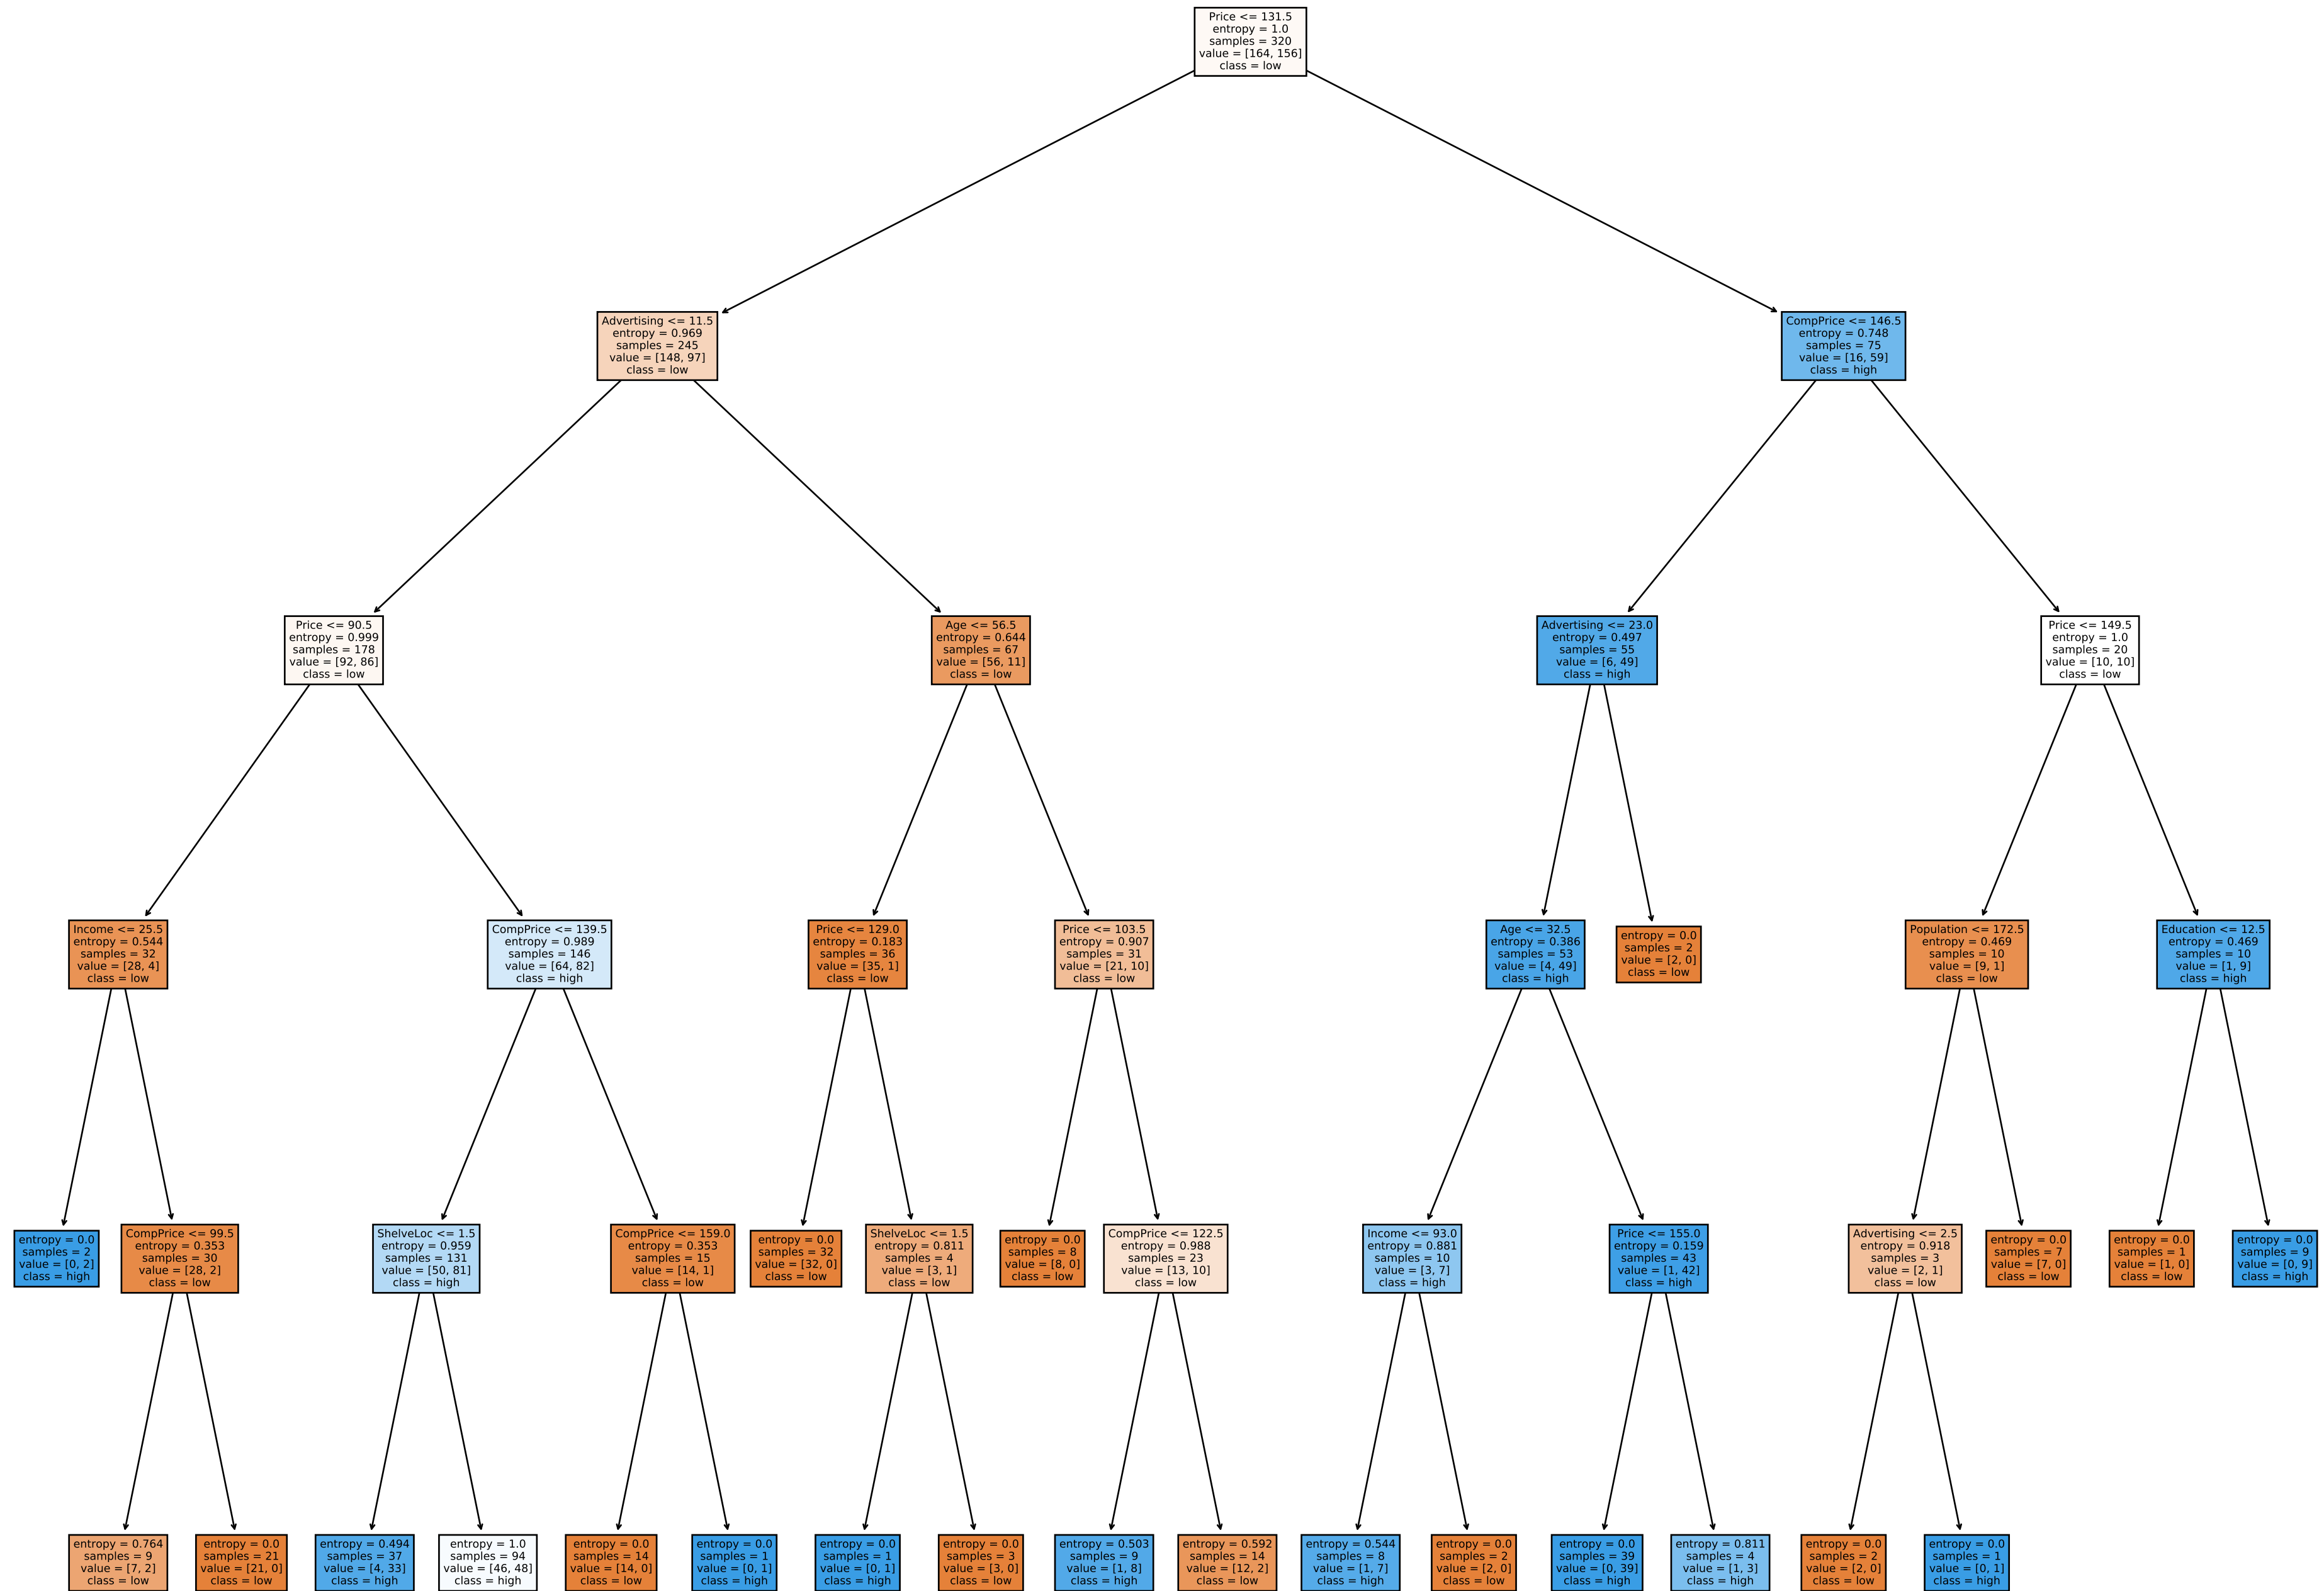 Price <= 131.5
entropy = 1.0
samples = 320
value = [164, 156]
class = low
Advertising <= 11.5
entropy = 0.969
samples = 245
value = [148, 97]
class = low
CompPrice <= 146.5
entropy = 0.748
samples = 75
value = [16, 59]
class = high
Price <= 90.5
entropy = 0.999
samples = 178
value = [92, 86]
class = low
Age <= 56.5
entropy = 0.644
samples = 67
value = [56, 11]
class = low
Advertising <= 23.0
entropy = 0.497
samples = 55
value = [6, 49]
class = high
Price <= 149.5
entropy = 1.0
samples = 20
value = [10, 10]
class = low
Income <= 25.5
entropy = 0.544
samples = 32
value = [28, 4]
class = low
CompPrice <= 139.5
entropy = 0.989
samples = 146
value = [64, 82]
class = high
Price <= 129.0
entropy = 0.183
samples = 36
value = [35, 1]
class = low
Price <= 103.5
entropy = 0.907
samples = 31
value = [21, 10]
class = low
Age <= 32.5
entropy = 0.386
samples = 53
value = [4, 49]
class = high
entropy = 0.0
samples = 2
value = [2, 0]
class = low
Population <= 172.5
entropy = 0.469
samples = 10
value = [9, 1]
class = low
Education <= 12.5
entropy = 0.469
samples = 10
value = [1, 9]
class = high
entropy = 0.0
samples = 2
value = [0, 2]
class = high
CompPrice <= 99.5
entropy = 0.353
samples = 30
value = [28, 2]
class = low
ShelveLoc <= 1.5
entropy = 0.959
samples = 131
value = [50, 81]
class = high
CompPrice <= 159.0
entropy = 0.353
samples = 15
value = [14, 1]
class = low
entropy = 0.0
samples = 32
value = [32, 0]
class = low
ShelveLoc <= 1.5
entropy = 0.811
samples = 4
value = [3, 1]
class = low
entropy = 0.0
samples = 8
value = [8, 0]
class = low
CompPrice <= 122.5
entropy = 0.988
samples = 23
value = [13, 10]
class = low
Income <= 93.0
entropy = 0.881
samples = 10
value = [3, 7]
class = high
Price <= 155.0
entropy = 0.159
samples = 43
value = [1, 42]
class = high
Advertising <= 2.5
entropy = 0.918
samples = 3
value = [2, 1]
class = low
entropy = 0.0
samples = 7
value = [7, 0]
class = low
entropy = 0.0
samples = 1
value = [1, 0]
class = low
entropy = 0.0
samples = 9
value = [0, 9]
class = high
entropy = 0.764
samples = 9
value = [7, 2]
class = low
entropy = 0.0
samples = 21
value = [21, 0]
class = low
entropy = 0.494
samples = 37
value = [4, 33]
class = high
entropy = 1.0
samples = 94
value = [46, 48]
class = high
entropy = 0.0
samples = 14
value = [14, 0]
class = low
entropy = 0.0
samples = 1
value = [0, 1]
class = high
entropy = 0.0
samples = 1
value = [0, 1]
class = high
entropy = 0.0
samples = 3
value = [3, 0]
class = low
entropy = 0.503
samples = 9
value = [1, 8]
class = high
entropy = 0.592
samples = 14
value = [12, 2]
class = low
entropy = 0.544
samples = 8
value = [1, 7]
class = high
entropy = 0.0
samples = 2
value = [2, 0]
class = low
entropy = 0.0
samples = 39
value = [0, 39]
class = high
entropy = 0.811
samples = 4
value = [1, 3]
class = high
entropy = 0.0
samples = 2
value = [2, 0]
class = low
entropy = 0.0
samples = 1
value = [0, 1]
class = high